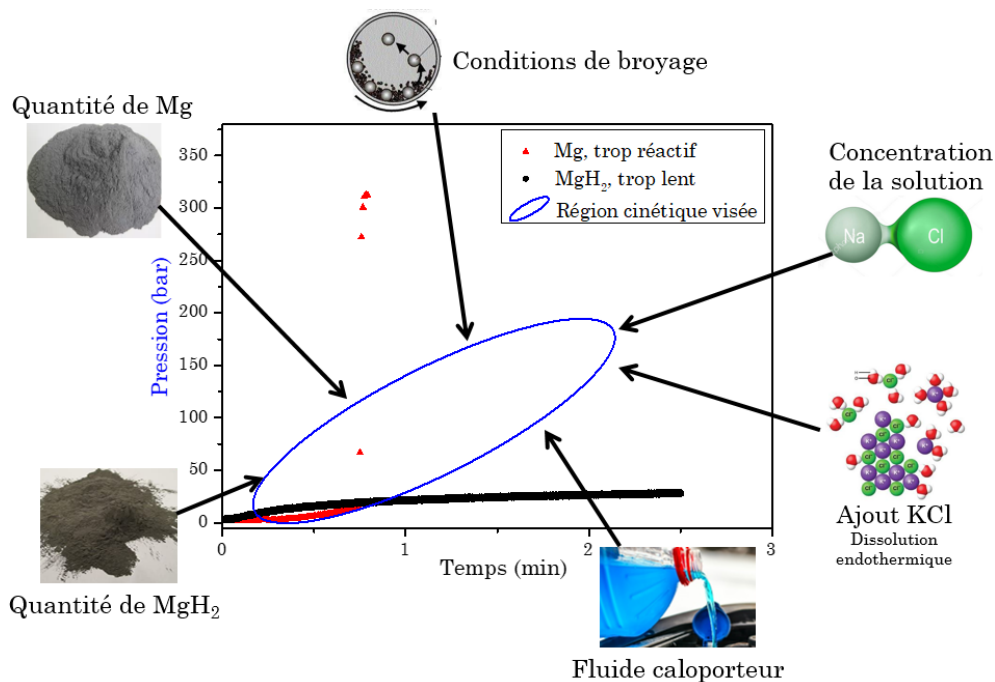 Conditions de broyage
Quantité de Mg
350
300
250
200
150
100
50
0
Pression (bar)
Mg, trop réactif
MgH₂, trop lent
Région cinétique visée
0
1
2
3
Temps (min)
Concentration
de la solution
Na
Cl
Ajout KCl
Dissolution
endothermique
Quantité de MgH₂
Fluide caloporteur